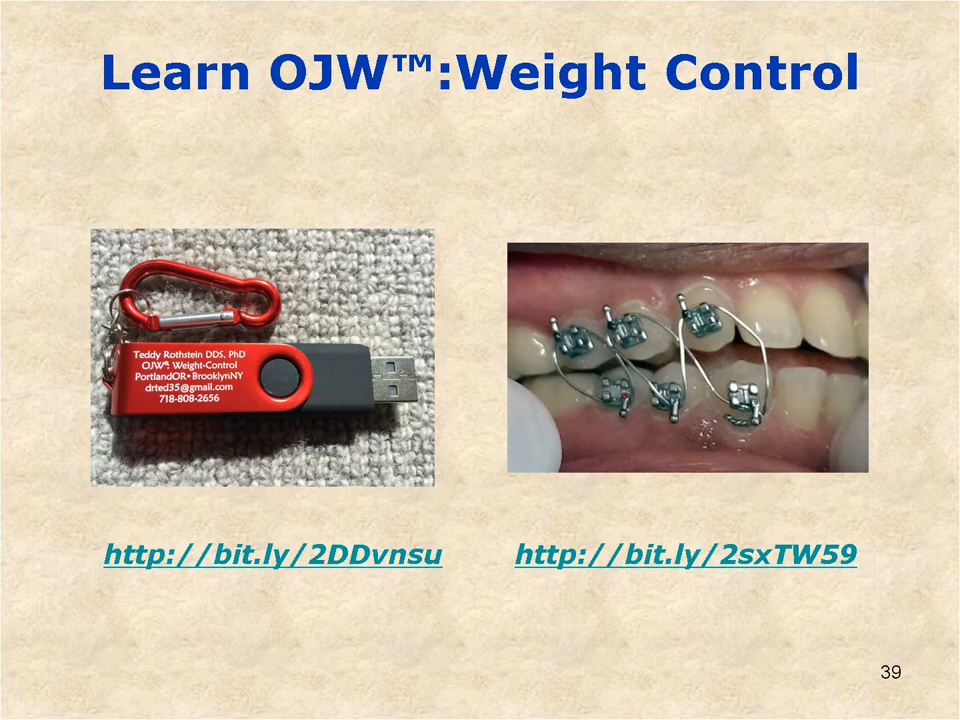 Learn OJW™:Weight Control
Teddy Rothstein DDS, PhD
OJW®: Weight-Control
PortlandOR•BrooklynNY
drted35@gmail.com
718-808-2656
http://bit.ly/2DDvnsu
http://bit.ly/2sxTW59
39